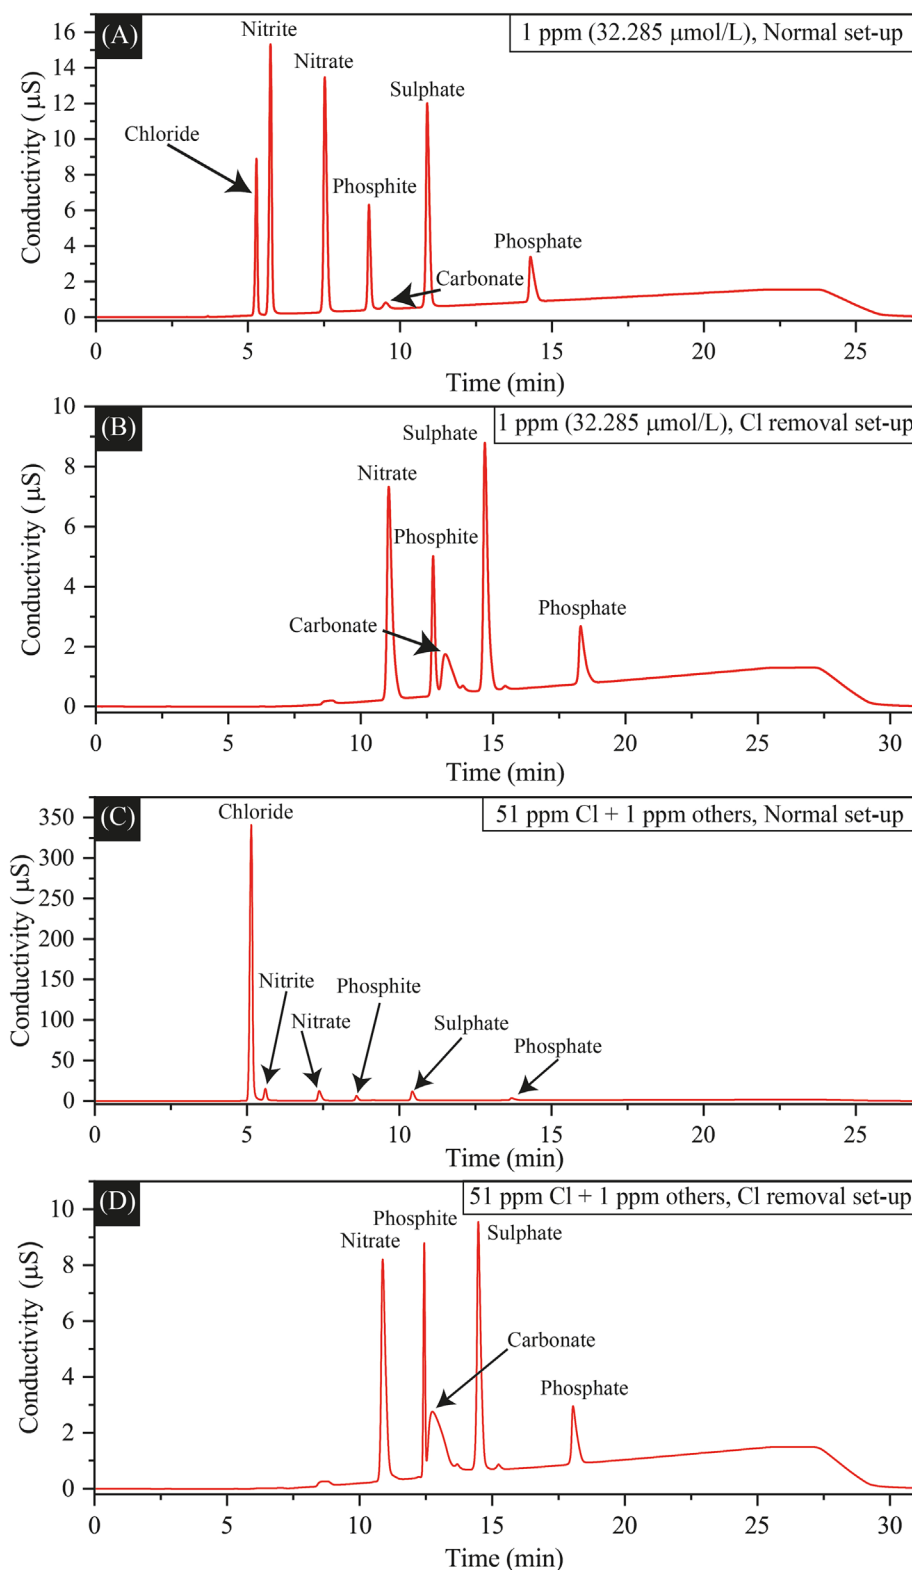 (A)
1 ppm (32.285 μmol/L), Normal set-up
Nitrite
Nitrate
Sulphate
Chloride
Phosphite
Phosphate
Carbonate
Conductivity (μS)
16
14
12
10
8
6
4
2
0
0 5 10 15 20 25
Time (min)
(B)
1 ppm (32.285 μmol/L), Cl removal set-up
Sulphate
Nitrate
Phosphite
Carbonate
Phosphate
Conductivity (μS)
10
8
6
4
2
0
0 5 10 15 20 25 30
Time (min)
(C)
51 ppm Cl + 1 ppm others, Normal set-up
Chloride
Nitrite
Phosphite
Nitrate
Sulphate
Phosphate
Conductivity (μS)
350
300
250
200
150
100
50
0
0 5 10 15 20 25
Time (min)
(D)
51 ppm Cl + 1 ppm others, Cl removal set-up
Phosphite
Nitrate
Sulphate
Carbonate
Phosphate
Conductivity (μS)
10
8
6
4
2
0
0 5 10 15 20 25 30
Time (min)